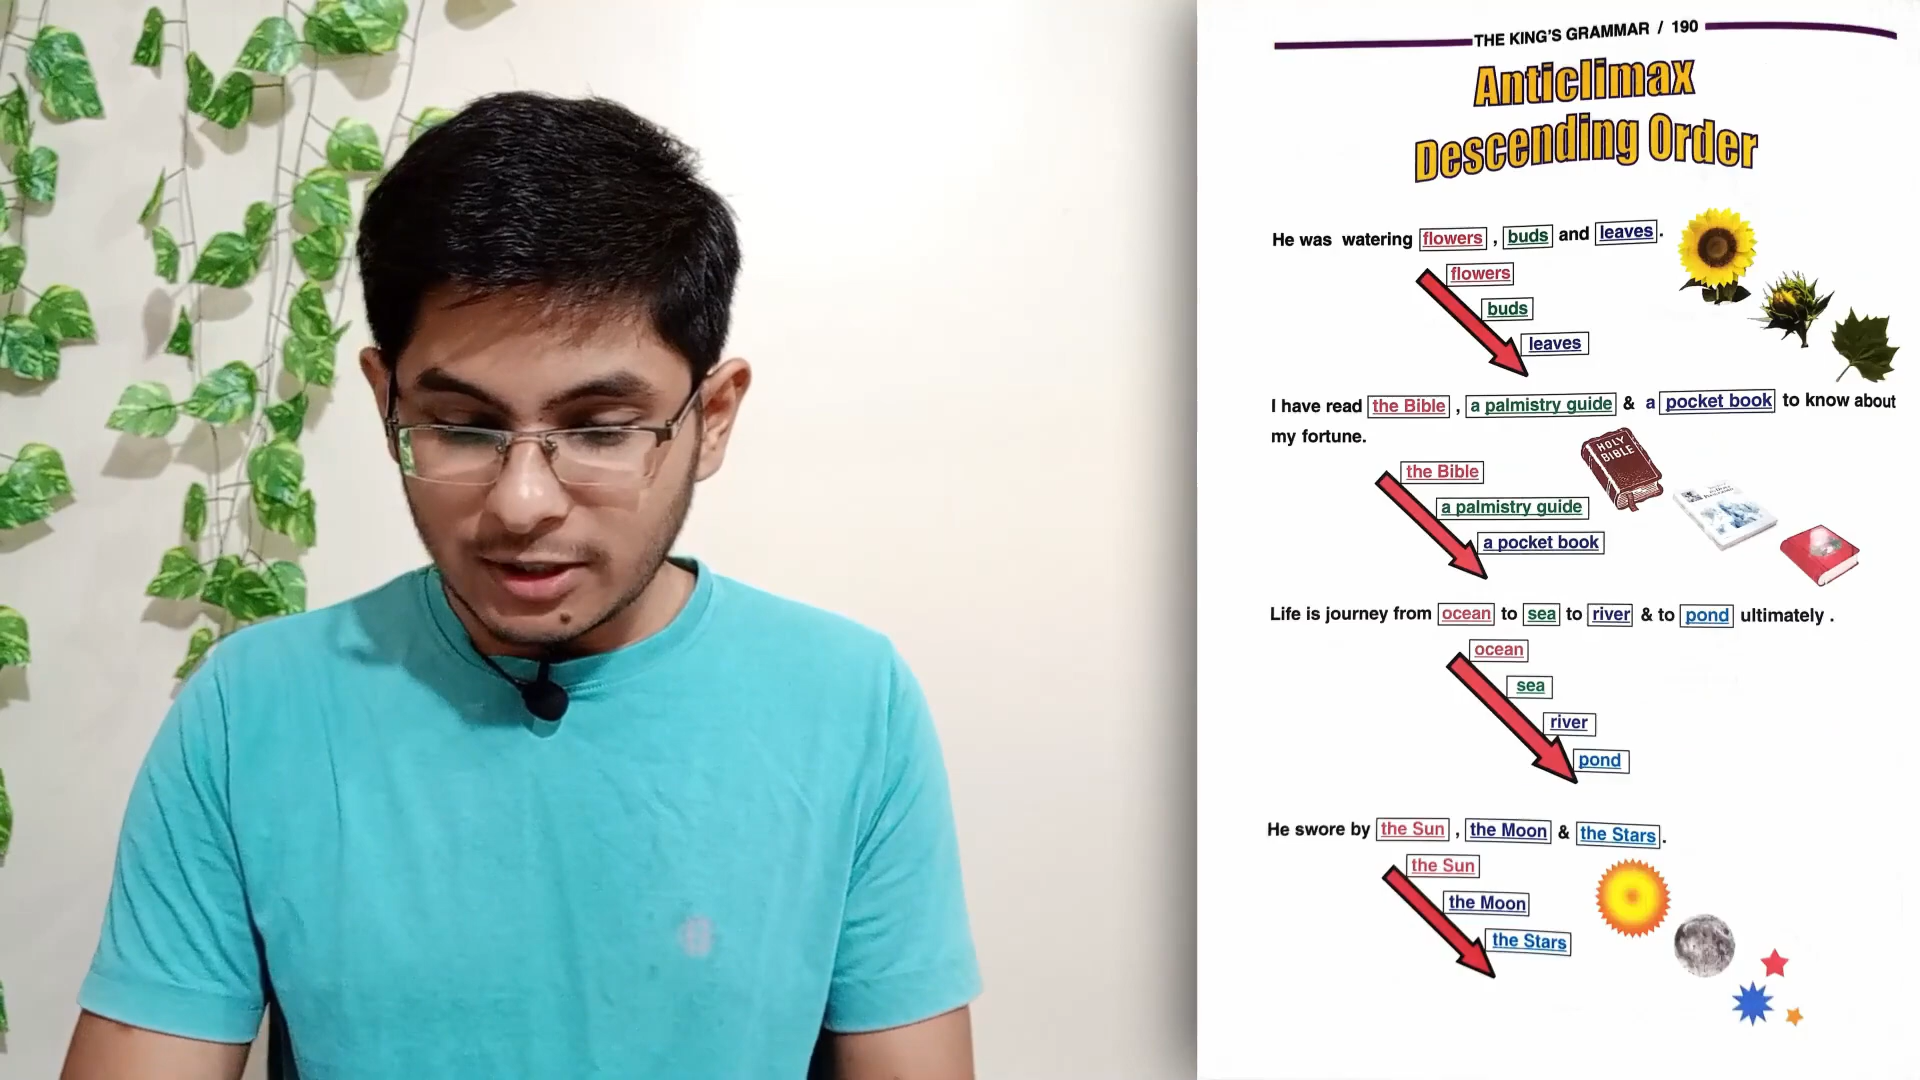 THE KING'S GRAMMAR / 190
Anticlimax
Descending Order
He was watering flowers , buds and leaves .
flowers
buds
leaves
I have read the Bible , a palmistry guide & a pocket book to know about
my fortune.
HOLY
BIBLE
the Bible
a palmistry guide
a pocket book
Life is journey from ocean to sea to river & to pond ultimately .
ocean
sea
river
pond
He swore by the Sun , the Moon & the Stars .
the Sun
the Moon
the Stars